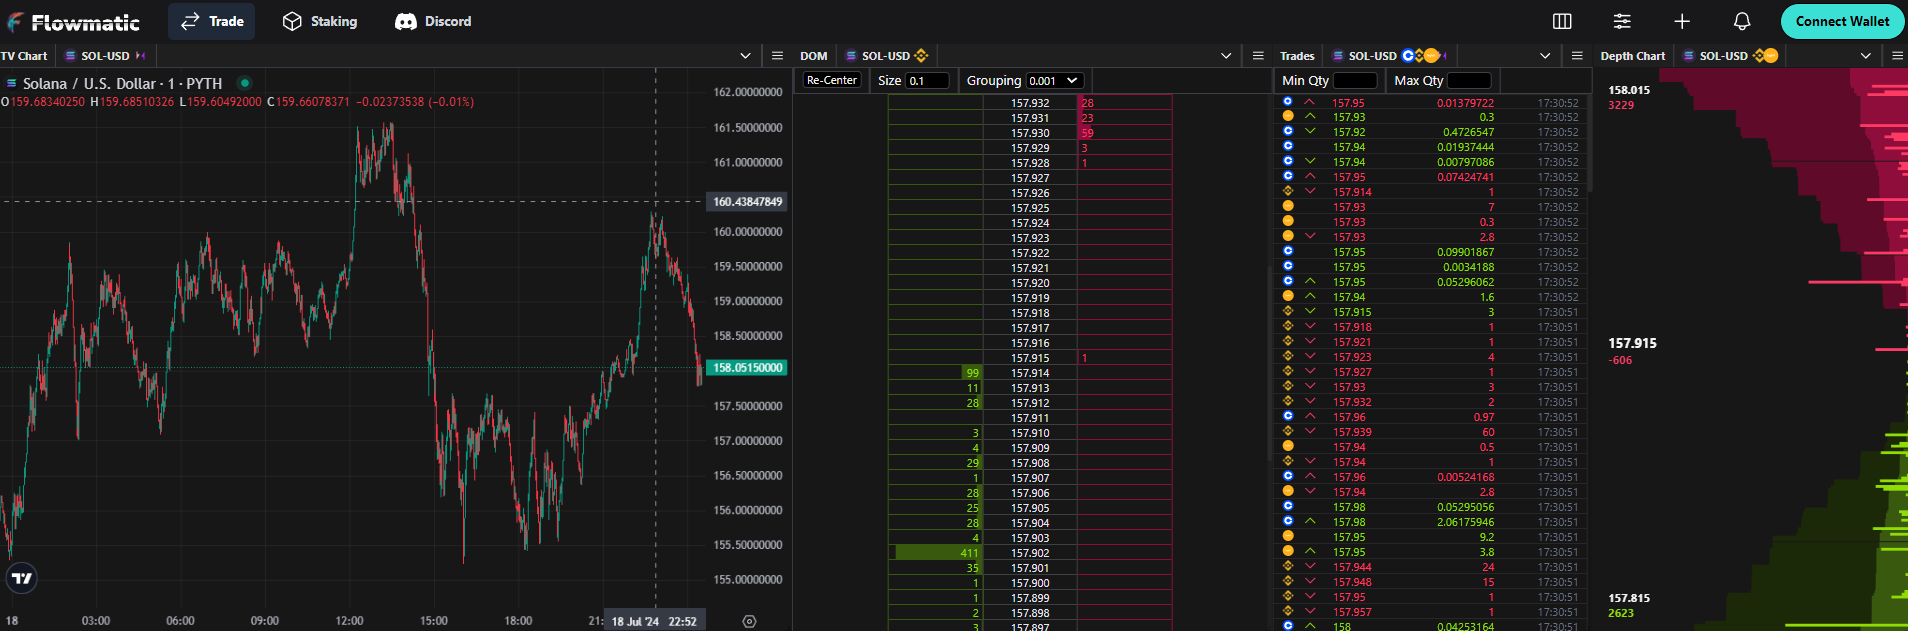 Flowmatic Trade Staking Discord Connect Wallet
TV Chart SOL-USD
Solana / U.S. Dollar · 1 · PYTH
O159.68340250 H159.68510326 L159.60492000 C159.66078371 −0.02373538 (−0.01%)
162.00000000
161.50000000
161.00000000
160.43847849
160.00000000
159.50000000
159.00000000
158.50000000
158.05150000
157.50000000
157.00000000
156.50000000
156.00000000
155.50000000
155.00000000
18 03:00 06:00 09:00 12:00 15:00 18:00 21: 18 Jul '24 22:52
DOM SOL-USD
Re-Center Size 0.1 Grouping 0.001
157.932 28
157.931 23
157.930 59
157.929 3
157.928 1
157.927
157.926
157.925
157.924
157.923
157.922
157.921
157.920
157.919
157.918
157.917
157.916
157.915 1
99 157.914
11 157.913
28 157.912
157.911
3 157.910
4 157.909
29 157.908
1 157.907
28 157.906
25 157.905
28 157.904
4 157.903
411 157.902
35 157.901
1 157.900
1 157.899
2 157.898
3 157.897
Trades SOL-USD
Min Qty Max Qty
157.95 0.01379722 17:30:52
157.93 0.3 17:30:52
157.92 0.4726547 17:30:52
157.94 0.01937444 17:30:52
157.94 0.00797086 17:30:52
157.95 0.07424741 17:30:52
157.914 1 17:30:52
157.93 7 17:30:52
157.93 0.3 17:30:52
157.93 2.8 17:30:52
157.95 0.09901867 17:30:52
157.95 0.0034188 17:30:52
157.95 0.05296062 17:30:52
157.94 1.6 17:30:52
157.915 3 17:30:51
157.918 1 17:30:51
157.921 1 17:30:51
157.923 4 17:30:51
157.927 1 17:30:51
157.93 3 17:30:51
157.932 2 17:30:51
157.96 0.97 17:30:51
157.939 60 17:30:51
157.94 0.5 17:30:51
157.94 1 17:30:51
157.96 0.00524168 17:30:51
157.94 2.8 17:30:51
157.98 0.05295056 17:30:51
157.98 2.06175946 17:30:51
157.95 9.2 17:30:51
157.95 3.8 17:30:51
157.944 24 17:30:51
157.948 15 17:30:51
157.95 1 17:30:51
157.957 1 17:30:51
158 0.04253164 17:30:51
Depth Chart SOL-USD
158.015
3229
157.915
-606
157.815
2623